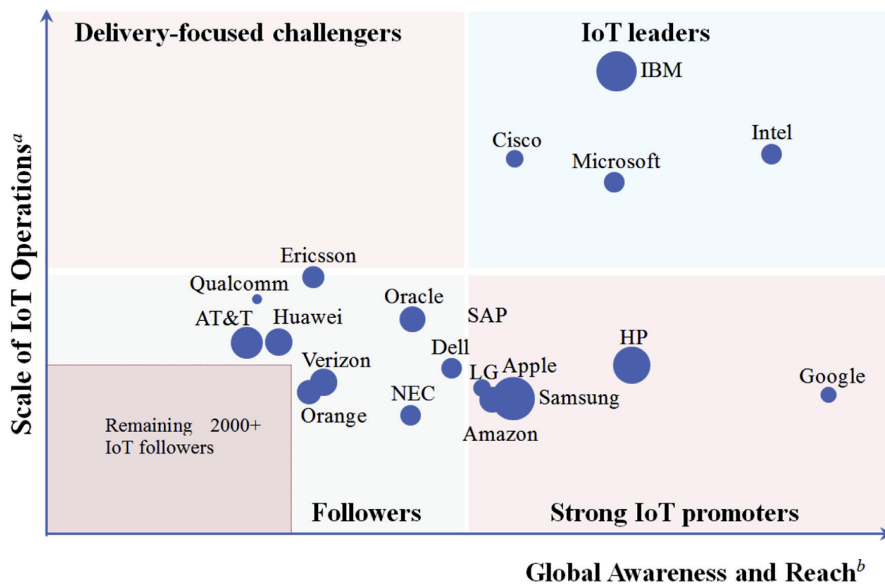 Delivery-focused challengers
IoT leaders
IBM
Cisco
Intel
Microsoft
Scale of IoT Operationsᵃ
Ericsson
Qualcomm
Oracle
SAP
AT&T
Huawei
HP
Dell
Verizon
LG
Apple
Google
Orange
NEC
Samsung
Amazon
Remaining 2000+
IoT followers
Followers
Strong IoT promoters
Global Awareness and Reachᵇ